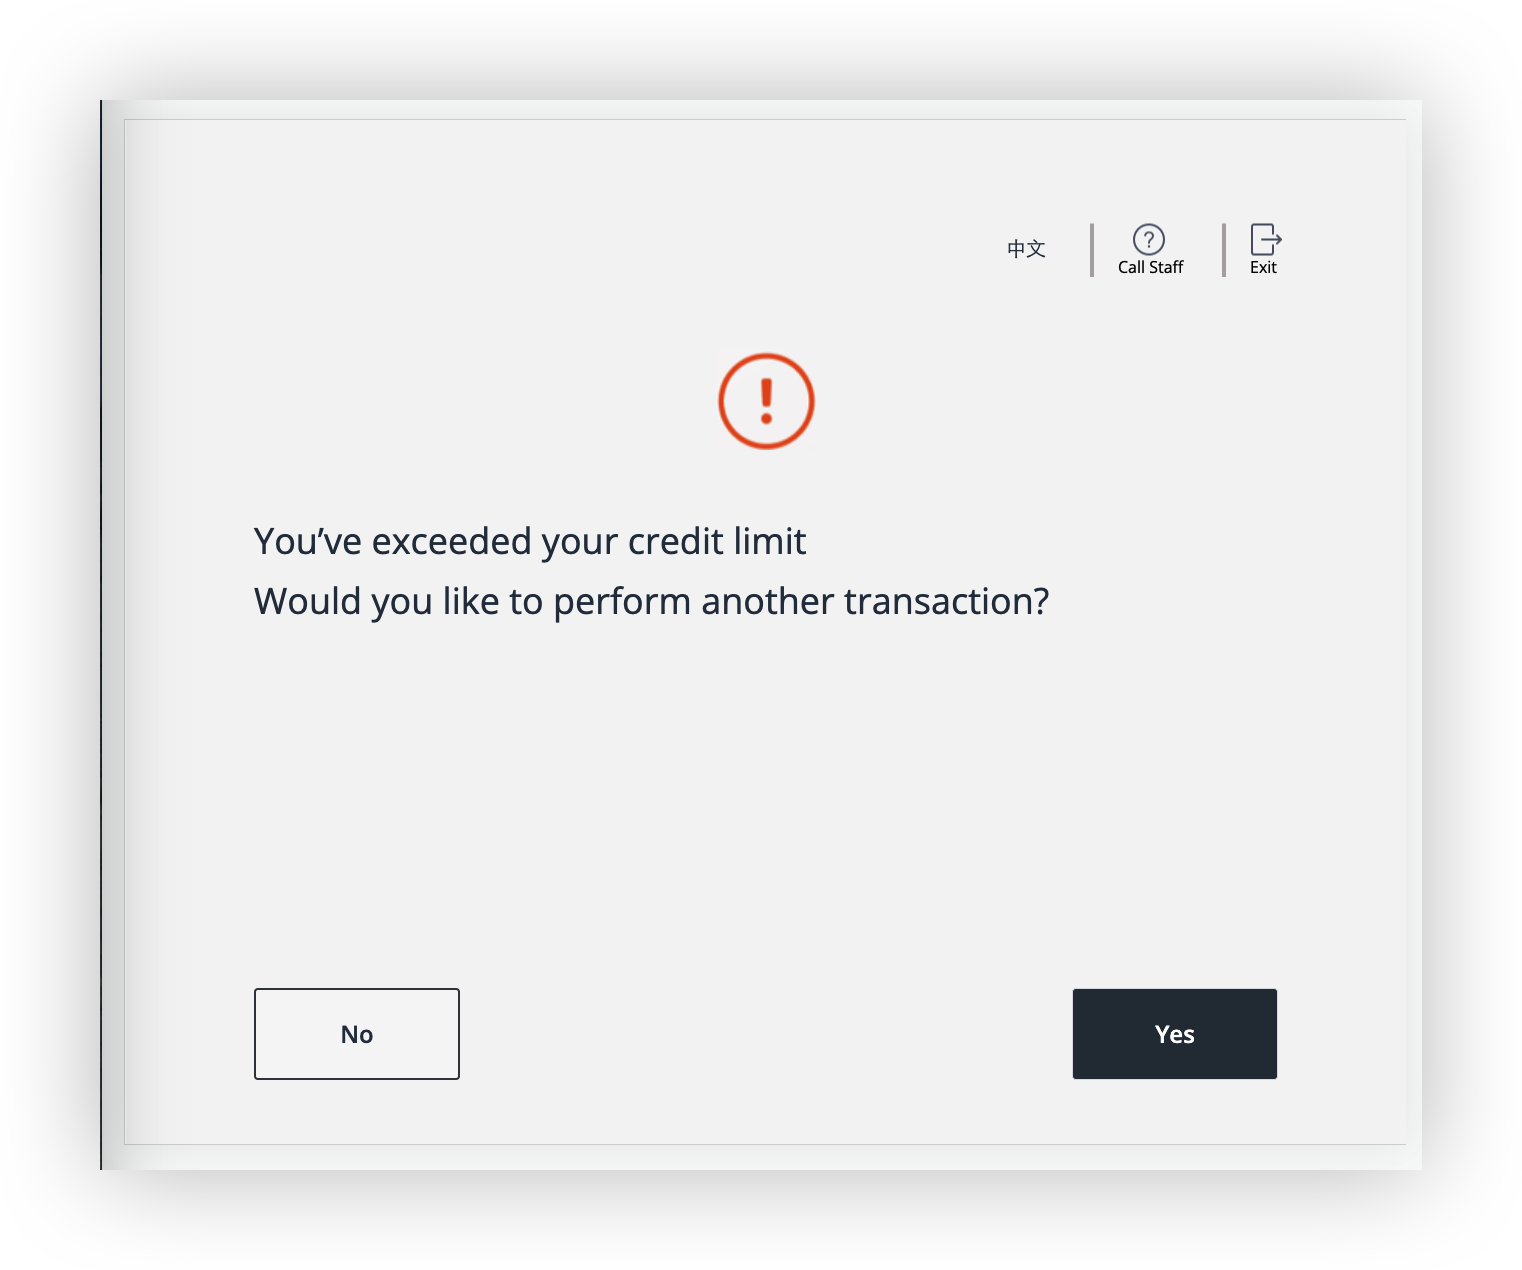 中文
Call Staff
Exit
You’ve exceeded your credit limit
Would you like to perform another transaction?
No
Yes